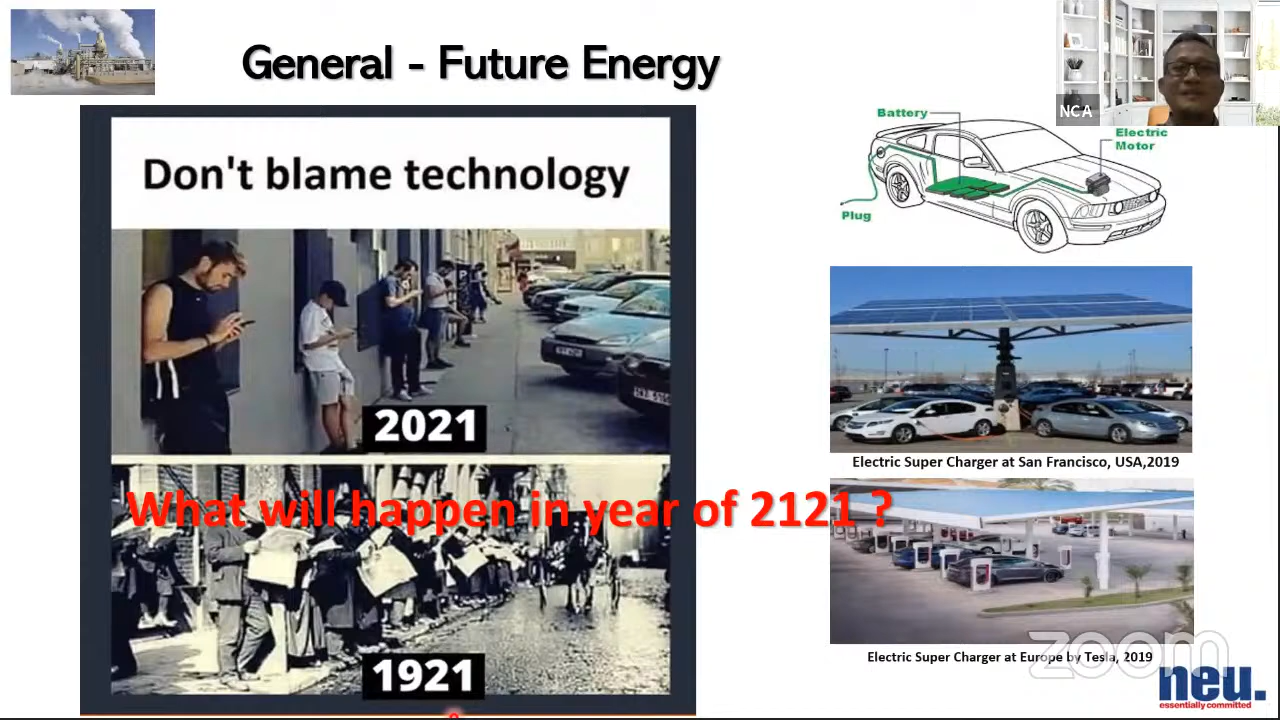 General - Future Energy
NCA
Don't blame technology
2021
What will happen in year of 2121 ?
1921
Battery
Electric
Motor
Plug
Electric Super Charger at San Francisco, USA,2019
Electric Super Charger at Europe by Tesla, 2019
zoom
neu.
essentially committed